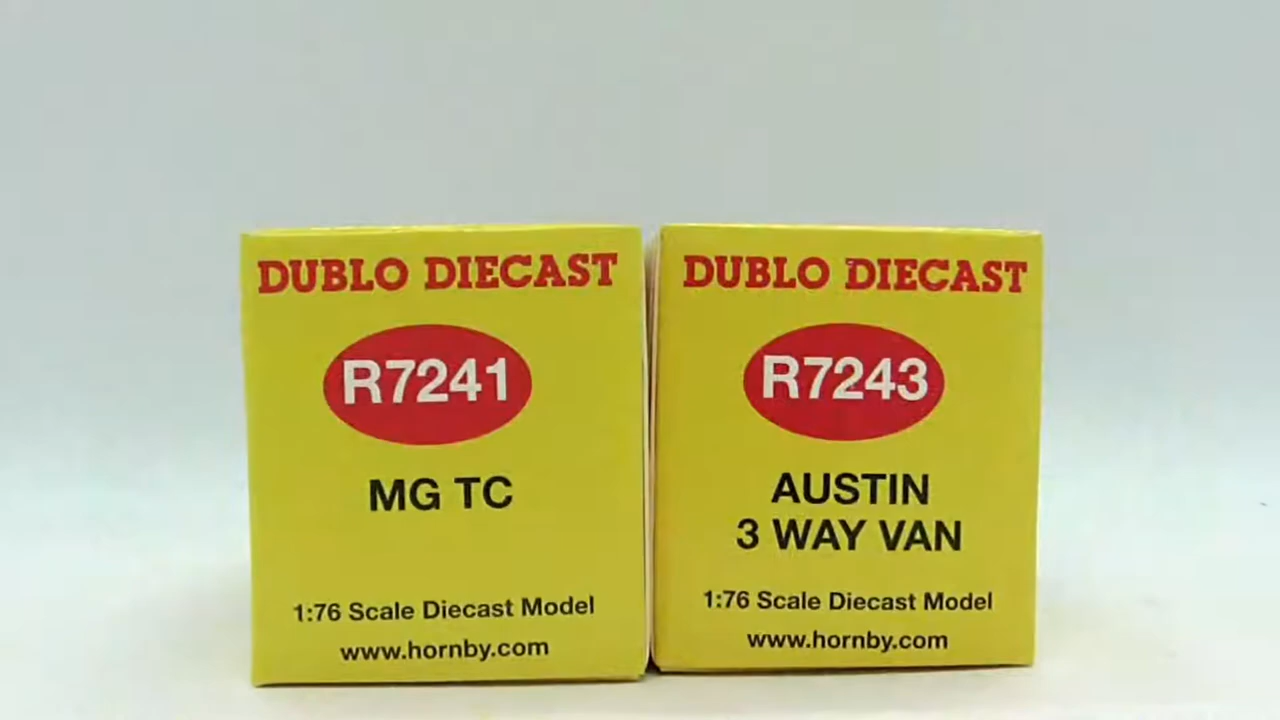 DUBLO DIECAST
R7241
MG TC
1:76 Scale Diecast Model
www.hornby.com
DUBLO DIECAST
R7243
AUSTIN
3 WAY VAN
1:76 Scale Diecast Model
www.hornby.com